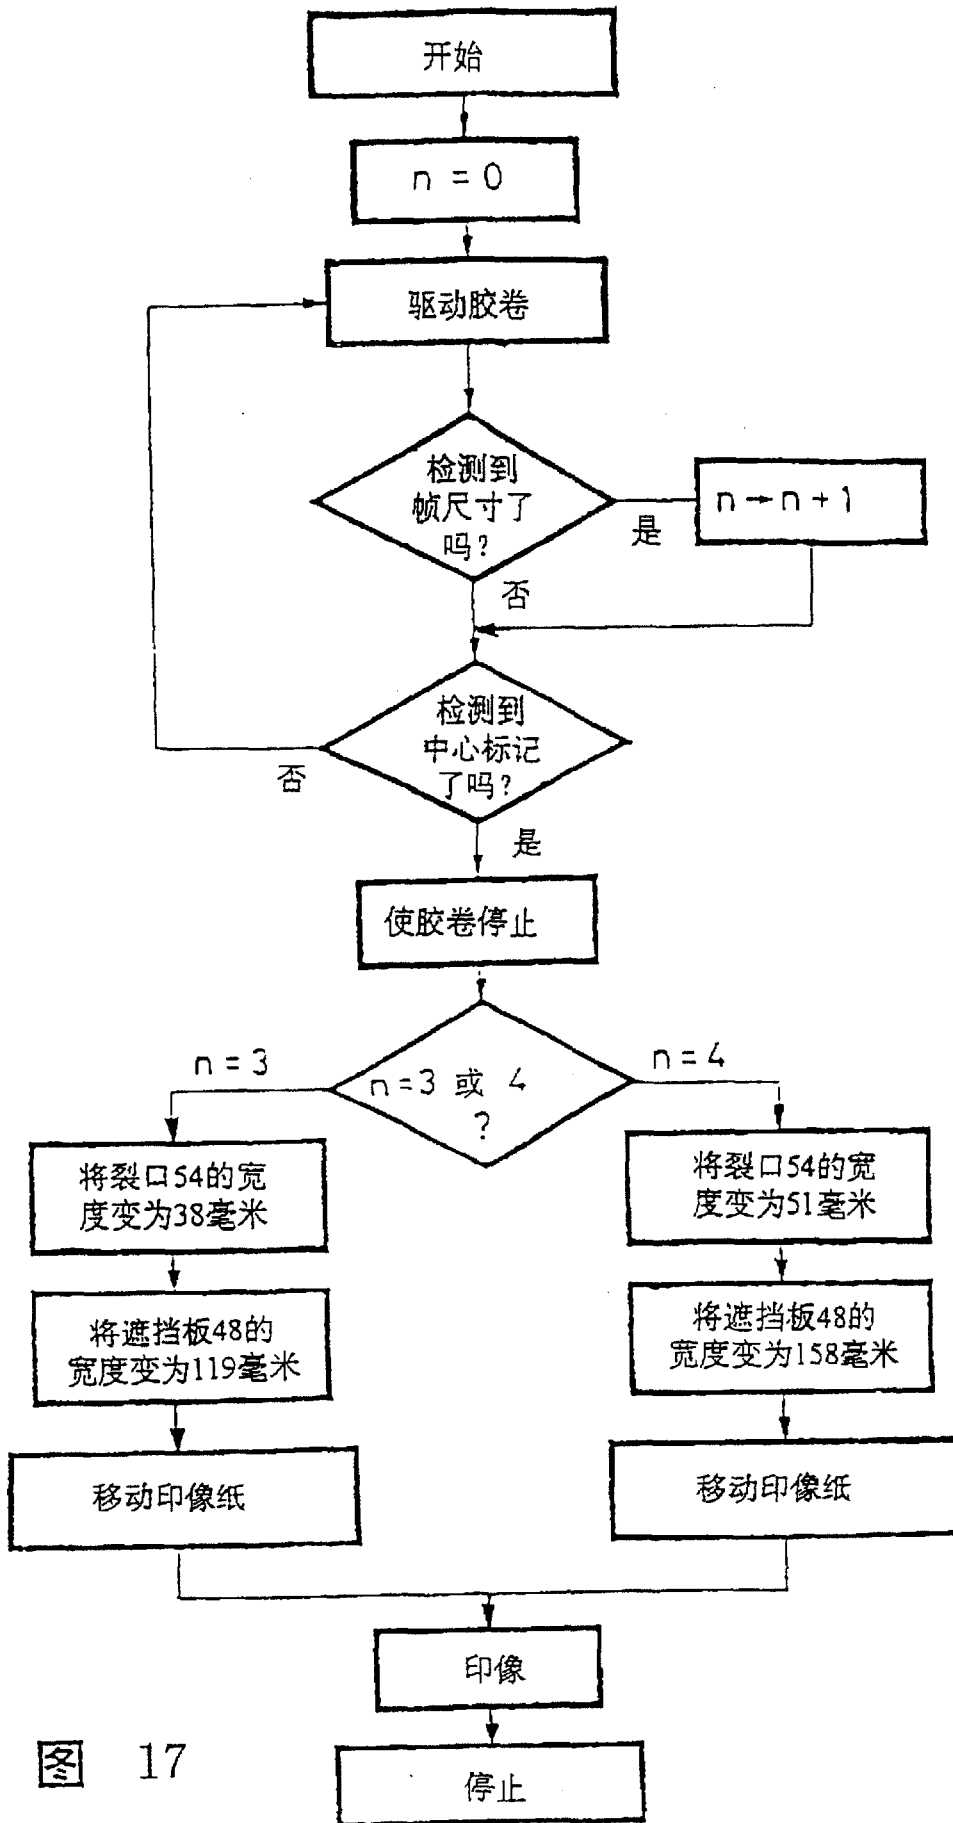 开始
n = 0
驱动胶卷
检测到
帧尺寸了
吗?
是
n→n+1
否
检测到
中心标记
了吗?
否
是
使胶卷停止
n=3或4
?
n=3
n=4
将裂口54的宽
度变为38毫米
将裂口54的宽
度变为51毫米
将遮挡板48的
宽度变为119毫米
将遮挡板48的
宽度变为158毫米
移动印像纸
移动印像纸
印像
停止
图 17